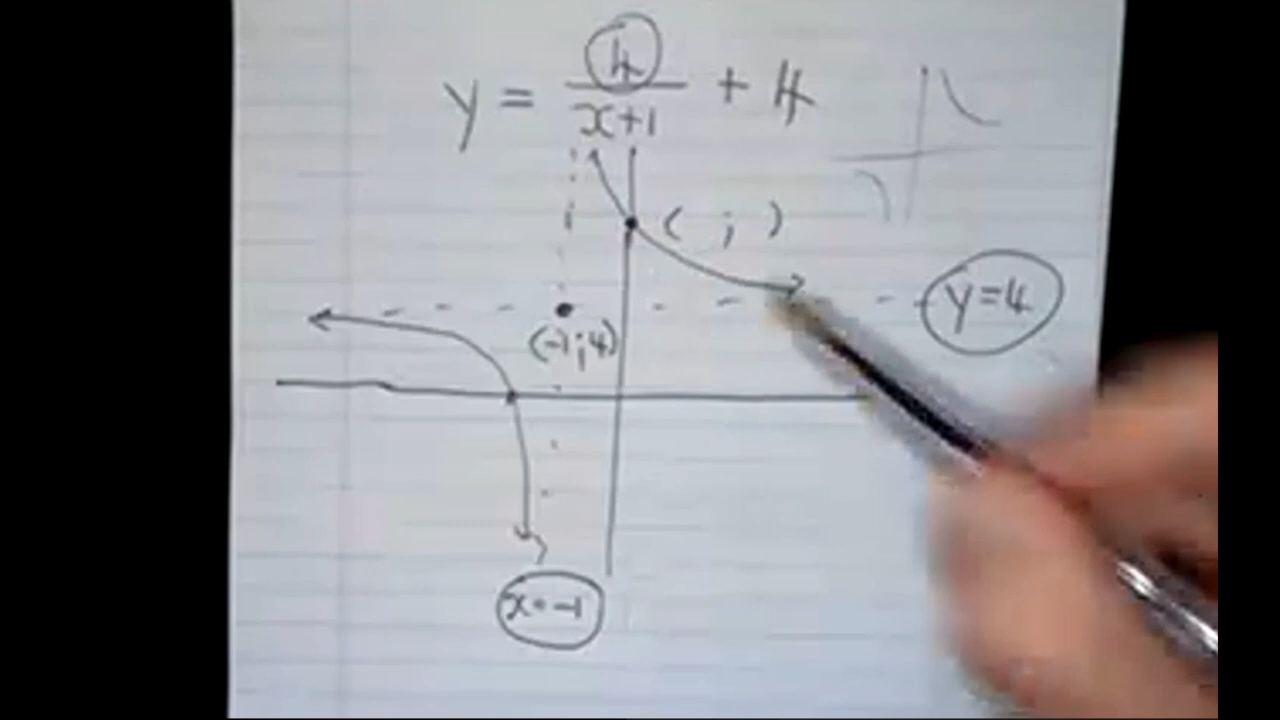 4
y = ― + 4
x+1
( ; )
y=4
(-1;4)
x=-1